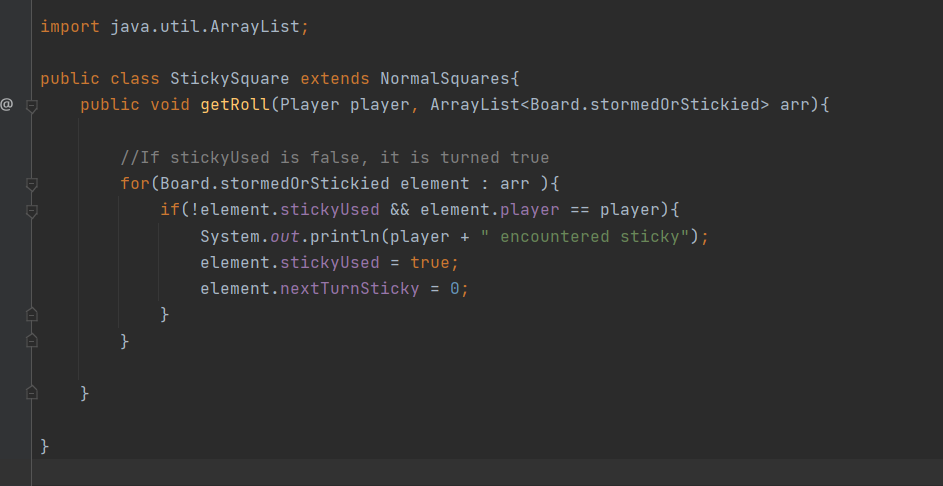 import java.util.ArrayList;
public class StickySquare extends NormalSquares{
@ public void getRoll(Player player, ArrayList<Board.stormedOrStickied> arr){
//If stickyUsed is false, it is turned true
for(Board.stormedOrStickied element : arr ){
if(!element.stickyUsed && element.player == player){
System.out.println(player + " encountered sticky");
element.stickyUsed = true;
element.nextTurnSticky = 0;
}
}
}
}